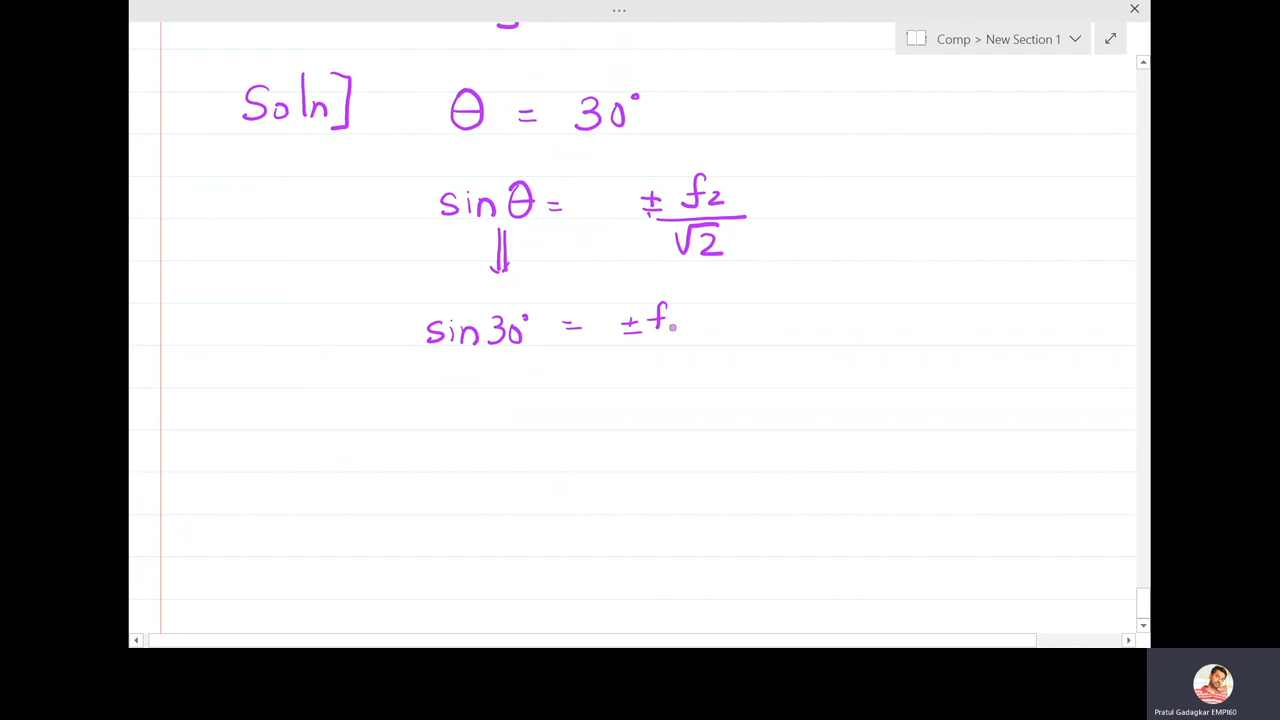 ...
Comp > New Section 1
Soln] θ = 30°
sin θ = ± f2
√2
sin 30° = ± f
Pratul Gadagkar EMP160